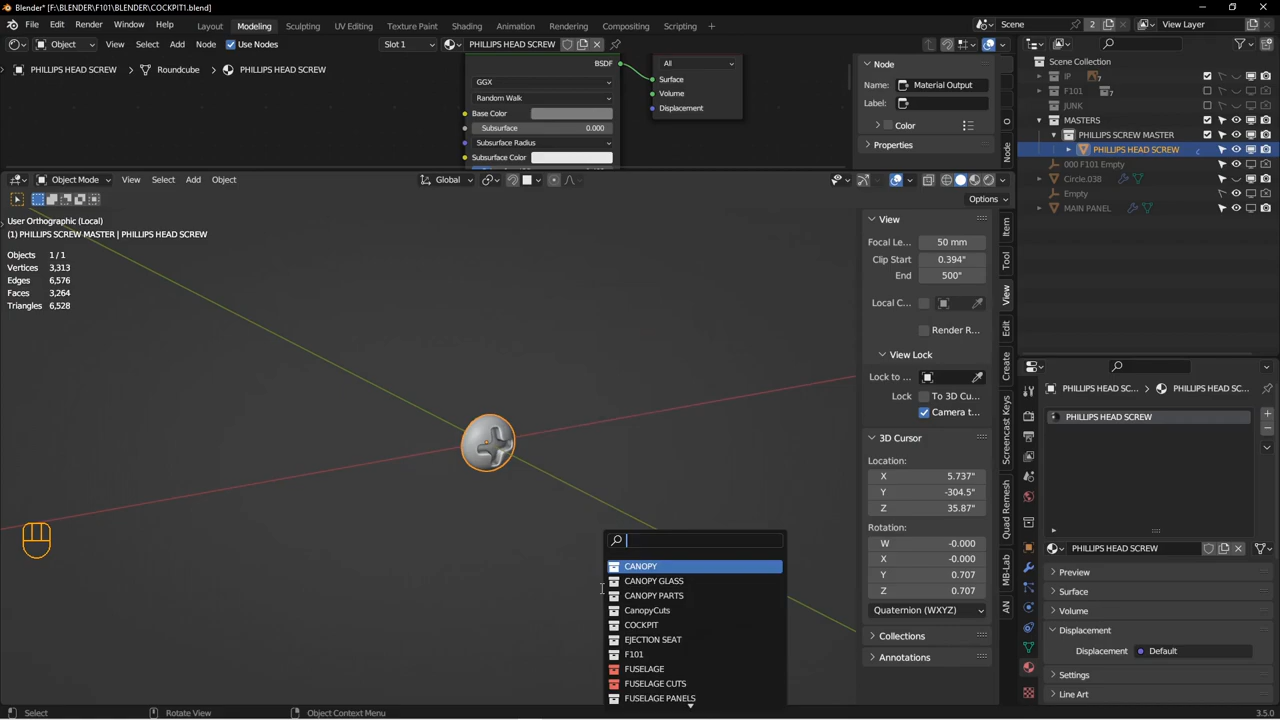 Blender* [F:\F101\BLENDER\COCKPIT1.blend]
File Edit Render Window Help Layout Modeling Sculpting UV Editing Texture Paint Shading Animation Rendering Compositing Scripting Scene 2 View Layer
Object View Select Add Node Use Nodes Slot 1 PHILLIPS HEAD SCREW
PHILLIPS HEAD SCREW > Roundcube > PHILLIPS HEAD SCREW
BSDF
GGX
Random Walk
Base Color
Subsurface 0.000
Subsurface Radius
Subsurface Color
All
Surface
Volume
Displacement
Node
Name: Material Output
Label:
Color
Properties
O
Node
Scene Collection
IP 7
F101 7
JUNK
MASTERS
PHILLIPS SCREW MASTER
PHILLIPS HEAD SCREW
000 F101 Empty
Circle.038
Empty
MAIN PANEL
Object Mode View Select Add Object Global
Options
User Orthographic (Local)
(1) PHILLIPS SCREW MASTER | PHILLIPS HEAD SCREW
Objects 1 / 1
Vertices 3,313
Edges 6,576
Faces 3,264
Triangles 6,528
CANOPY
CANOPY GLASS
CANOPY PARTS
CanopyCuts
COCKPIT
EJECTION SEAT
F101
FUSELAGE
FUSELAGE CUTS
FUSELAGE PANELS
View
Focal Le... 50 mm
Clip Start 0.394"
End 500"
Local C...
Render R...
View Lock
Lock to ...
Lock To 3D Cu...
Camera t...
3D Cursor
Location:
X 5.737"
Y -304.5"
Z 35.87"
Rotation:
W -0.000
X -0.000
Y 0.707
Z 0.707
Quaternion (WXYZ)
Collections
Annotations
Item
Tool
View
Edit
Create
Screencast Keys
Quad Remesh
MB-Lab
AN
PHILLIPS HEAD SC... > PHILLIPS HEAD SC...
PHILLIPS HEAD SCREW
PHILLIPS HEAD SCREW
Preview
Surface
Volume
Displacement
Displacement Default
Settings
Line Art
Select Rotate View Object Context Menu 3.5.0